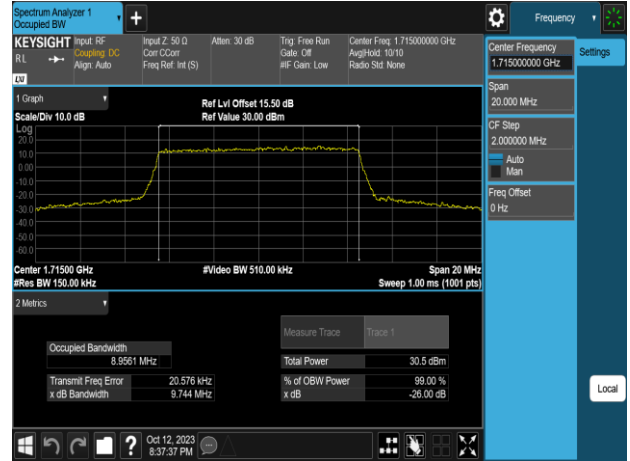 Spectrum Analyzer 1
Occupied BW
+
Frequency
KEYSIGHT
RL
LXI
Input: RF
Coupling: DC
Align: Auto
Input Z: 50 Ω
Corr CCorr
Freq Ref: Int (S)
Atten: 30 dB
Trig: Free Run
Gate: Off
#IF Gain: Low
Center Freq: 1.715000000 GHz
Avg|Hold: 10/10
Radio Std: None
Center Frequency
1.715000000 GHz
Settings
Span
20.000 MHz
CF Step
2.000000 MHz
Auto
Man
Freq Offset
0 Hz
Local
1 Graph
Scale/Div 10.0 dB
Ref Lvl Offset 15.50 dB
Ref Value 30.00 dBm
Log
20.0
10.0
0.00
-10.0
-20.0
-30.0
-40.0
-50.0
-60.0
Center 1.71500 GHz
#Video BW 510.00 kHz
Span 20 MHz
#Res BW 150.00 kHz
Sweep 1.00 ms (1001 pts)
2 Metrics
Measure Trace
Trace 1
Occupied Bandwidth
8.9561 MHz
Total Power
30.5 dBm
Transmit Freq Error
20.576 kHz
% of OBW Power
99.00 %
x dB Bandwidth
9.744 MHz
x dB
-26.00 dB
?
Oct 12, 2023
8:37:37 PM